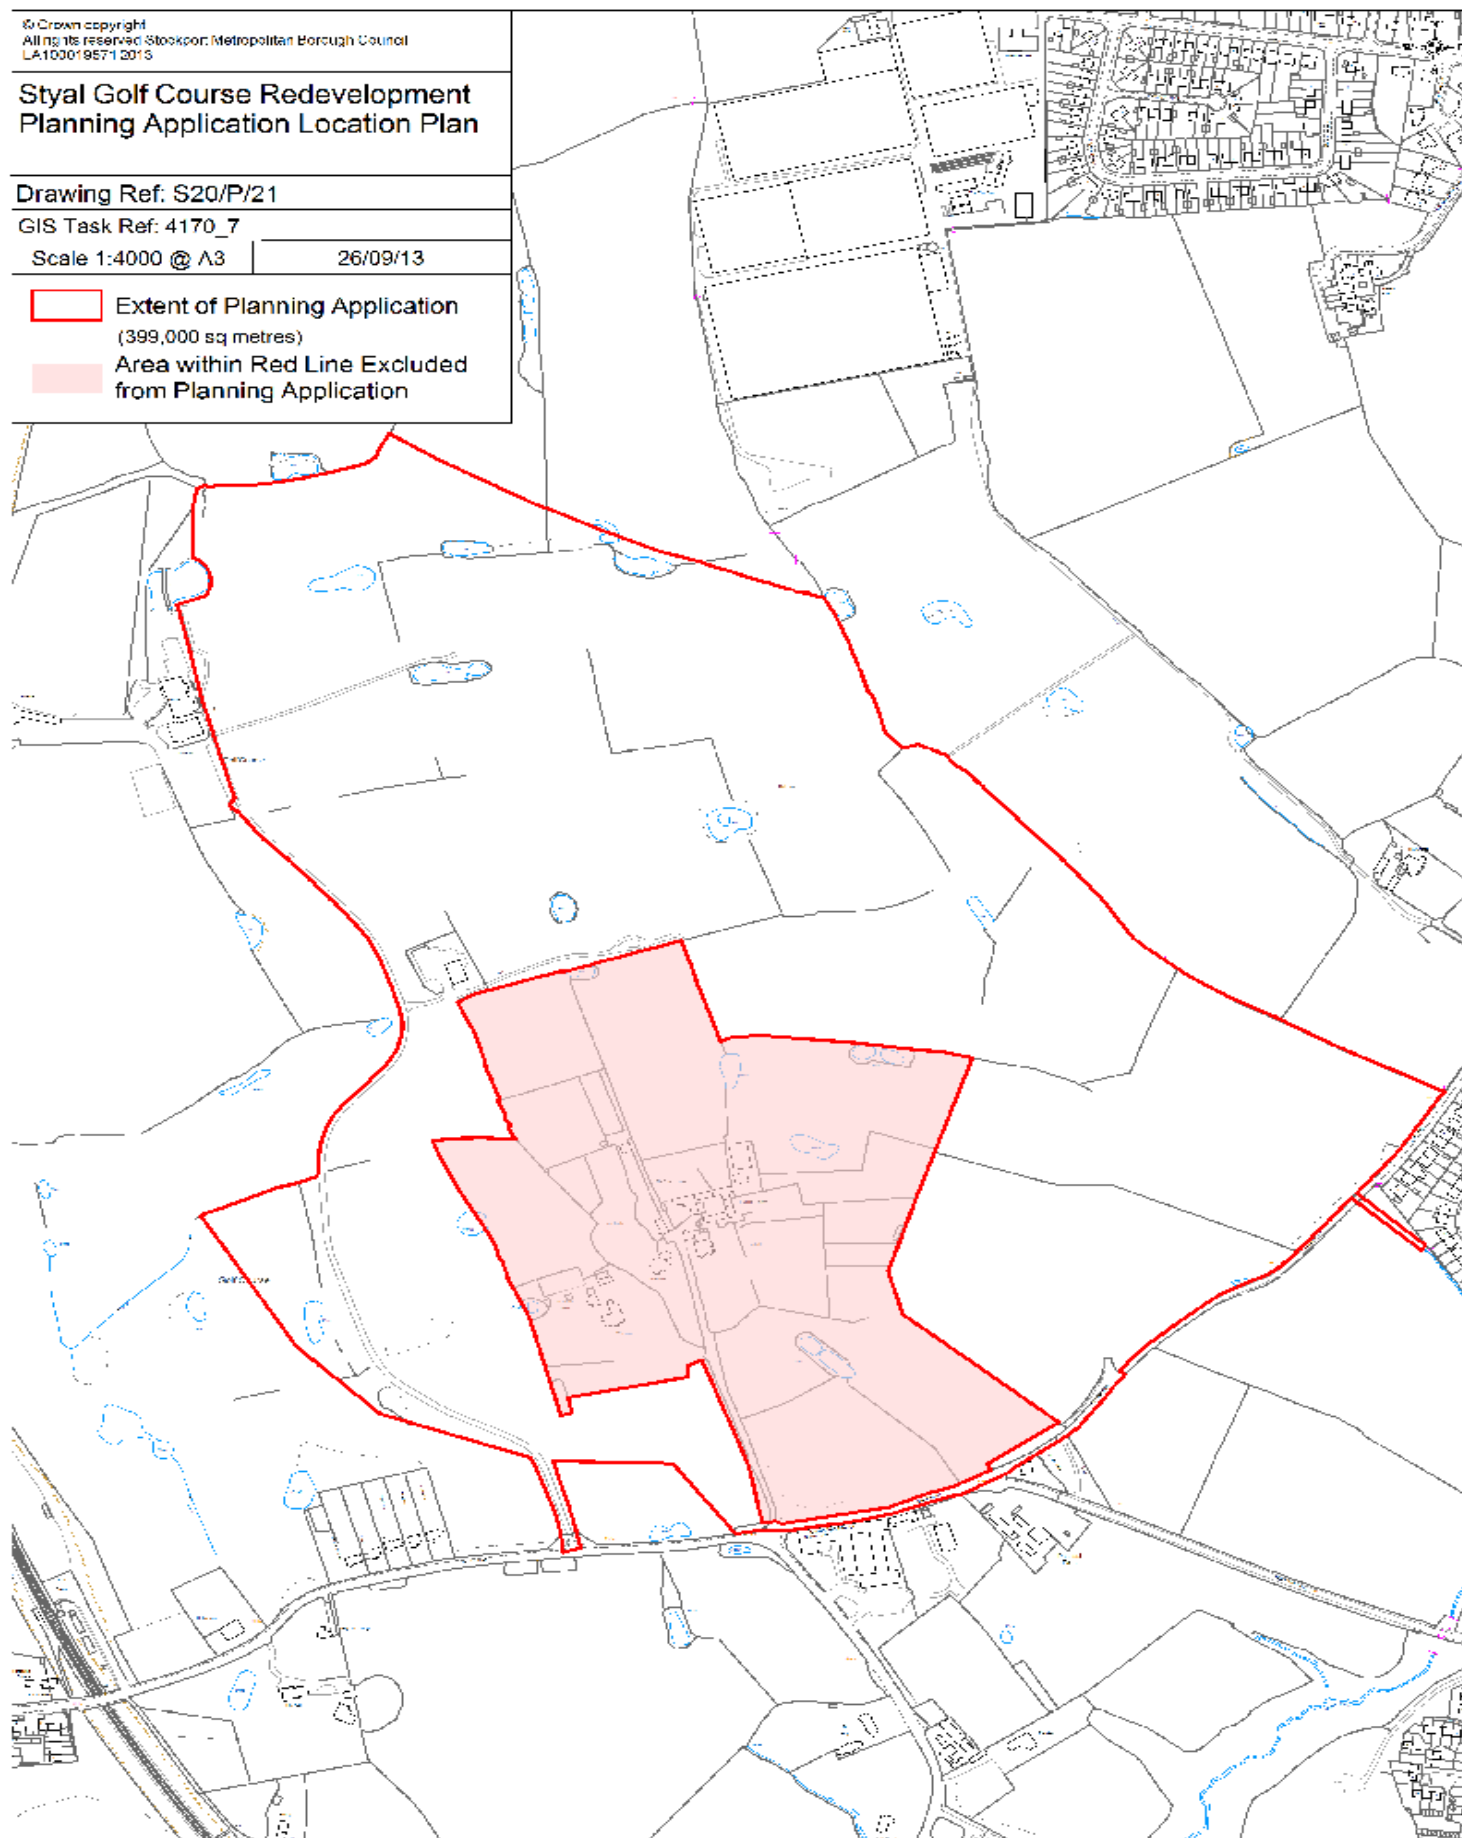 © Crown copyright
All rights reserved Stockport Metropolitan Borough Council
LA100019571 2013
Styal Golf Course Redevelopment
Planning Application Location Plan
Drawing Ref: S20/P/21
GIS Task Ref: 4170_7
Scale 1:4000 @ A3
26/09/13
Extent of Planning Application
(399,000 sq metres)
Area within Red Line Excluded
from Planning Application
Golf Course